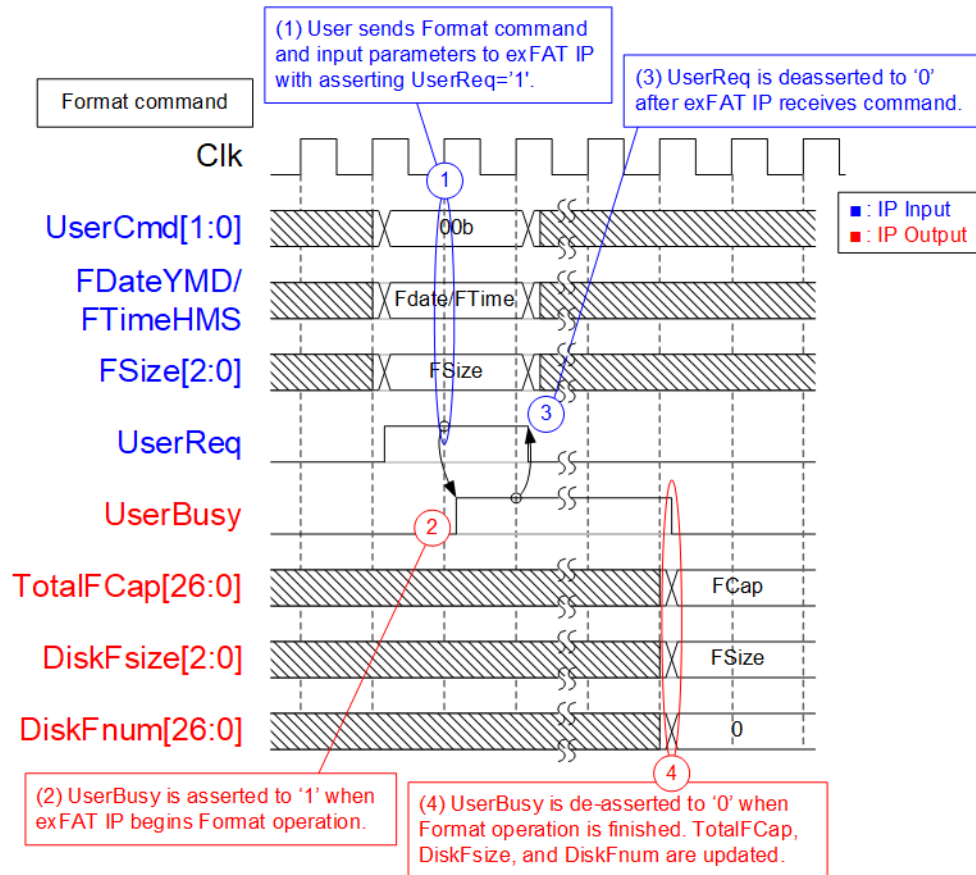 (1) User sends Format command
and input parameters to exFAT IP
with asserting UserReq='1'.
(3) UserReq is deasserted to ‘0’
after exFAT IP receives command.
Format command
Clk
1
■ : IP Input
■ : IP Output
UserCmd[1:0]
00b
FDateYMD/
FTimeHMS
Fdate/FTime
FSize[2:0]
FSize
3
UserReq
UserBusy
2
TotalFCap[26:0]
FCap
DiskFsize[2:0]
FSize
DiskFnum[26:0]
0
4
(2) UserBusy is asserted to ‘1’ when
exFAT IP begins Format operation.
(4) UserBusy is de-asserted to ‘0’ when
Format operation is finished. TotalFCap,
DiskFsize, and DiskFnum are updated.